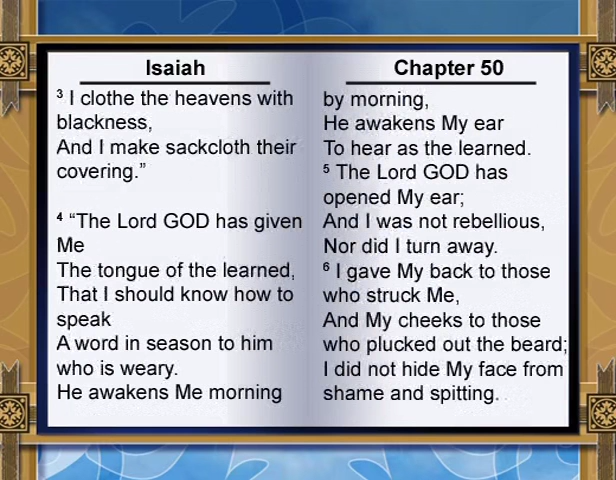 Isaiah
³ I clothe the heavens with
blackness,
And I make sackcloth their
covering.”
⁴ “The Lord GOD has given
Me
The tongue of the learned,
That I should know how to
speak
A word in season to him
who is weary.
He awakens Me morning
Chapter 50
by morning,
He awakens My ear
To hear as the learned.
⁵ The Lord GOD has
opened My ear;
And I was not rebellious,
Nor did I turn away.
⁶ I gave My back to those
who struck Me,
And My cheeks to those
who plucked out the beard;
I did not hide My face from
shame and spitting.